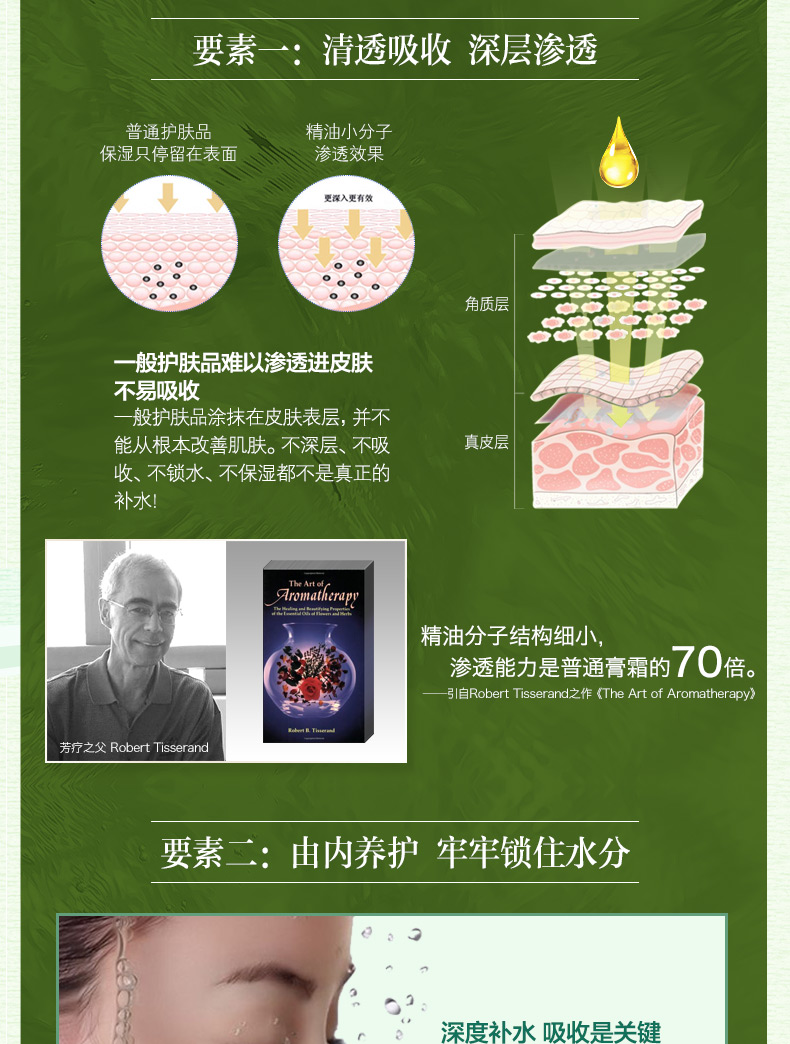 要素一：清透吸收 深层渗透
普通护肤品
保湿只停留在表面
精油小分子
渗透效果
更深入更有效
角质层
真皮层
一般护肤品难以渗透进皮肤
不易吸收
一般护肤品涂抹在皮肤表层，并不
能从根本改善肌肤。不深层、不吸
收、不锁水、不保湿都不是真正的
补水！
The Art of
Aromatherapy
The Healing and Beautifying Properties
of the Essential Oils of Flowers and Herbs
Robert B. Tisserand
芳疗之父 Robert Tisserand
精油分子结构细小，
渗透能力是普通膏霜的70倍。
——引自Robert Tisserand之作《The Art of Aromatherapy》
要素二：由内养护 牢牢锁住水分
深度补水 吸收是关键